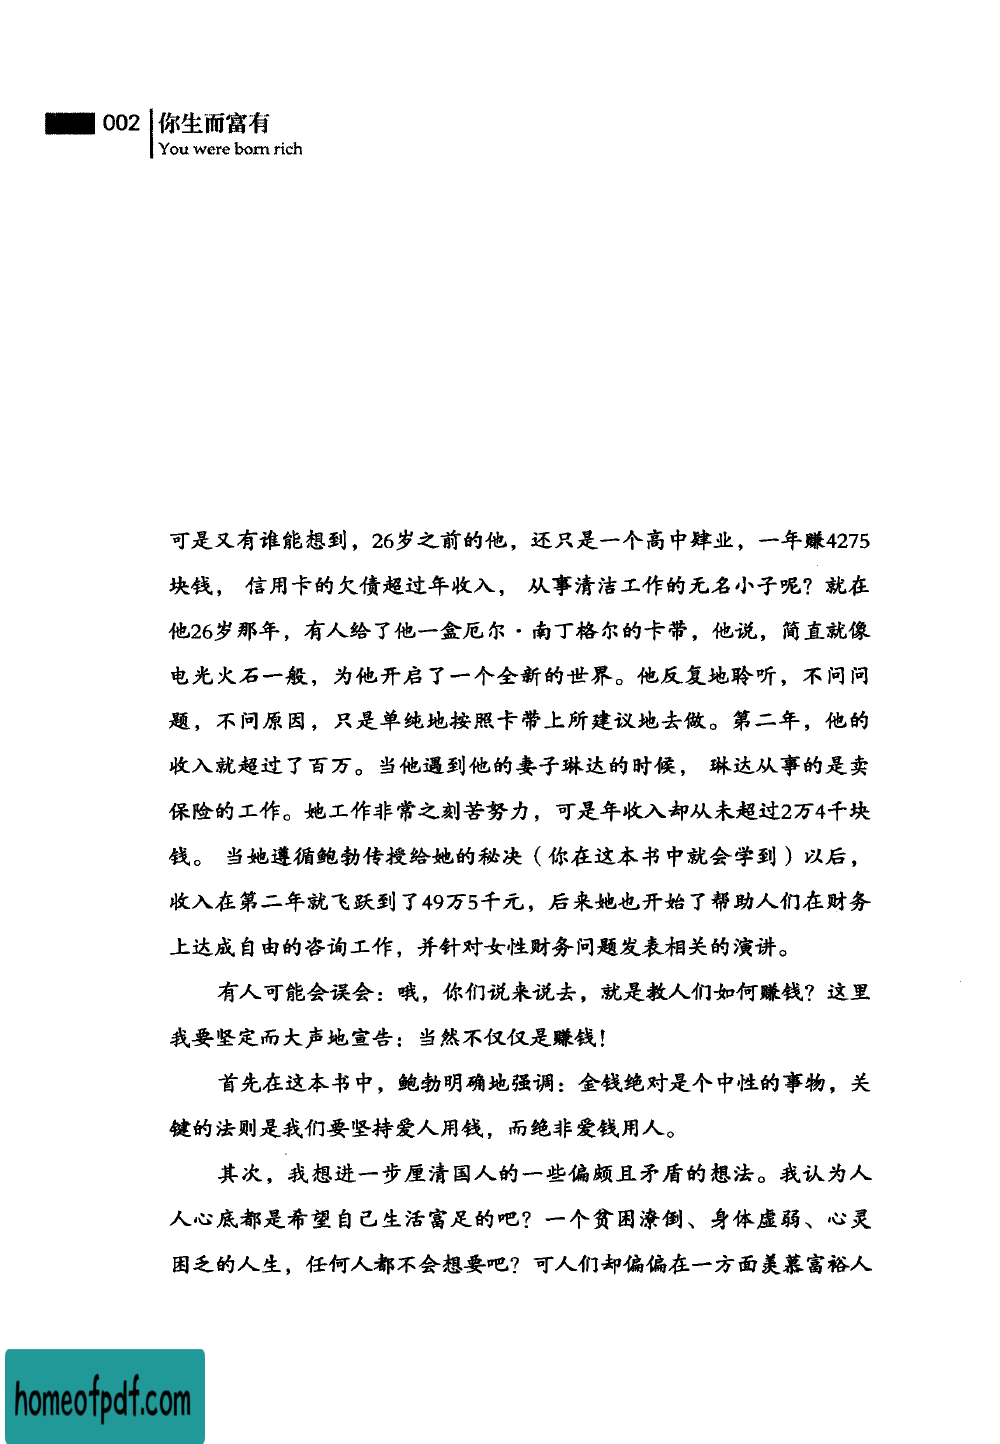 002 你生而富有
You were born rich
可是又有谁能想到，26岁之前的他，还只是一个高中肄业，一年赚4275
块钱， 信用卡的欠债超过年收入， 从事清洁工作的无名小子呢？就在
他26岁那年，有人给了他一盒厄尔·南丁格尔的卡带，他说，简直就像
电光火石一般，为他开启了一个全新的世界。他反复地聆听，不问问
题，不问原因，只是单纯地按照卡带上所建议地去做。第二年，他的
收入就超过了百万。当他遇到他的妻子琳达的时候， 琳达从事的是卖
保险的工作。她工作非常之刻苦努力，可是年收入却从未超过2万4千块
钱。 当她遵循鲍勃传授给她的秘决（你在这本书中就会学到）以后，
收入在第二年就飞跃到了49万5千元，后来她也开始了帮助人们在财务
上达成自由的咨询工作，并针对女性财务问题发表相关的演讲。
有人可能会误会：哦，你们说来说去，就是教人们如何赚钱？这里
我要坚定而大声地宣告：当然不仅仅是赚钱！
首先在这本书中，鲍勃明确地强调：金钱绝对是个中性的事物，关
键的法则是我们要坚持爱人用钱，而绝非爱钱用人。
其次，我想进一步厘清国人的一些偏颇且矛盾的想法。我认为人
人心底都是希望自己生活富足的吧？一个贫困潦倒、身体虚弱、心灵
困乏的人生，任何人都不会想要吧？可人们却偏偏在一方面羡慕富裕人
homeofpdf.com